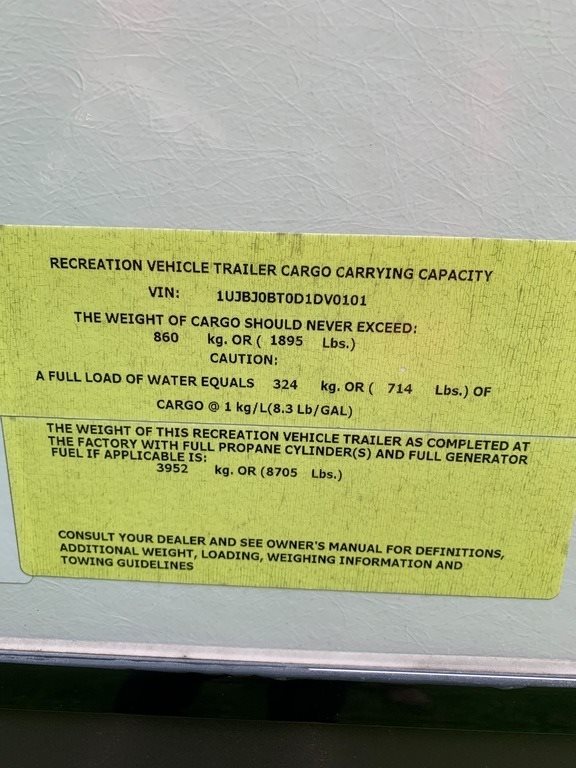 RECREATION VEHICLE TRAILER CARGO CARRYING CAPACITY
VIN: 1UJBJ0BT0D1DV0101
THE WEIGHT OF CARGO SHOULD NEVER EXCEED:
860 kg. OR ( 1895 Lbs.)
CAUTION:
A FULL LOAD OF WATER EQUALS 324 kg. OR ( 714 Lbs.) OF
CARGO @ 1 kg/L(8.3 Lb/GAL)
THE WEIGHT OF THIS RECREATION VEHICLE TRAILER AS COMPLETED AT
THE FACTORY WITH FULL PROPANE CYLINDER(S) AND FULL GENERATOR
FUEL IF APPLICABLE IS:
3952 kg. OR (8705 Lbs.)
CONSULT YOUR DEALER AND SEE OWNER'S MANUAL FOR DEFINITIONS,
ADDITIONAL WEIGHT, LOADING, WEIGHING INFORMATION AND
TOWING GUIDELINES